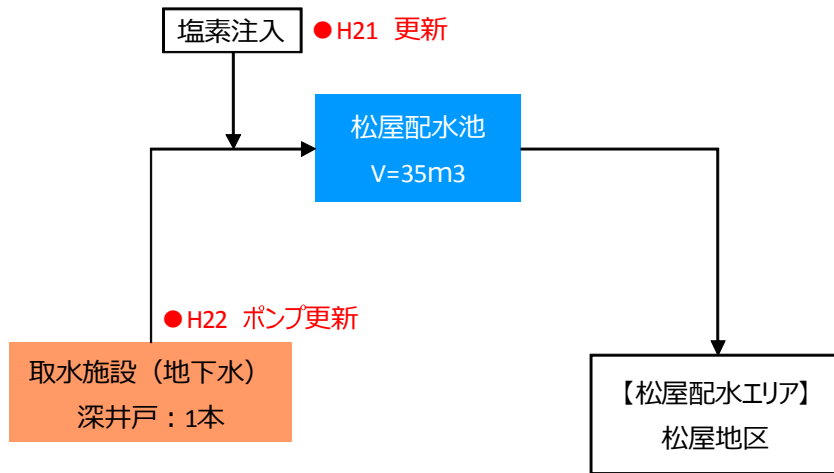 塩素注入
●H21 更新
松屋配水池
V=35m3
●H22 ポンプ更新
取水施設（地下水）
深井戸：1本
【松屋配水エリア】
松屋地区